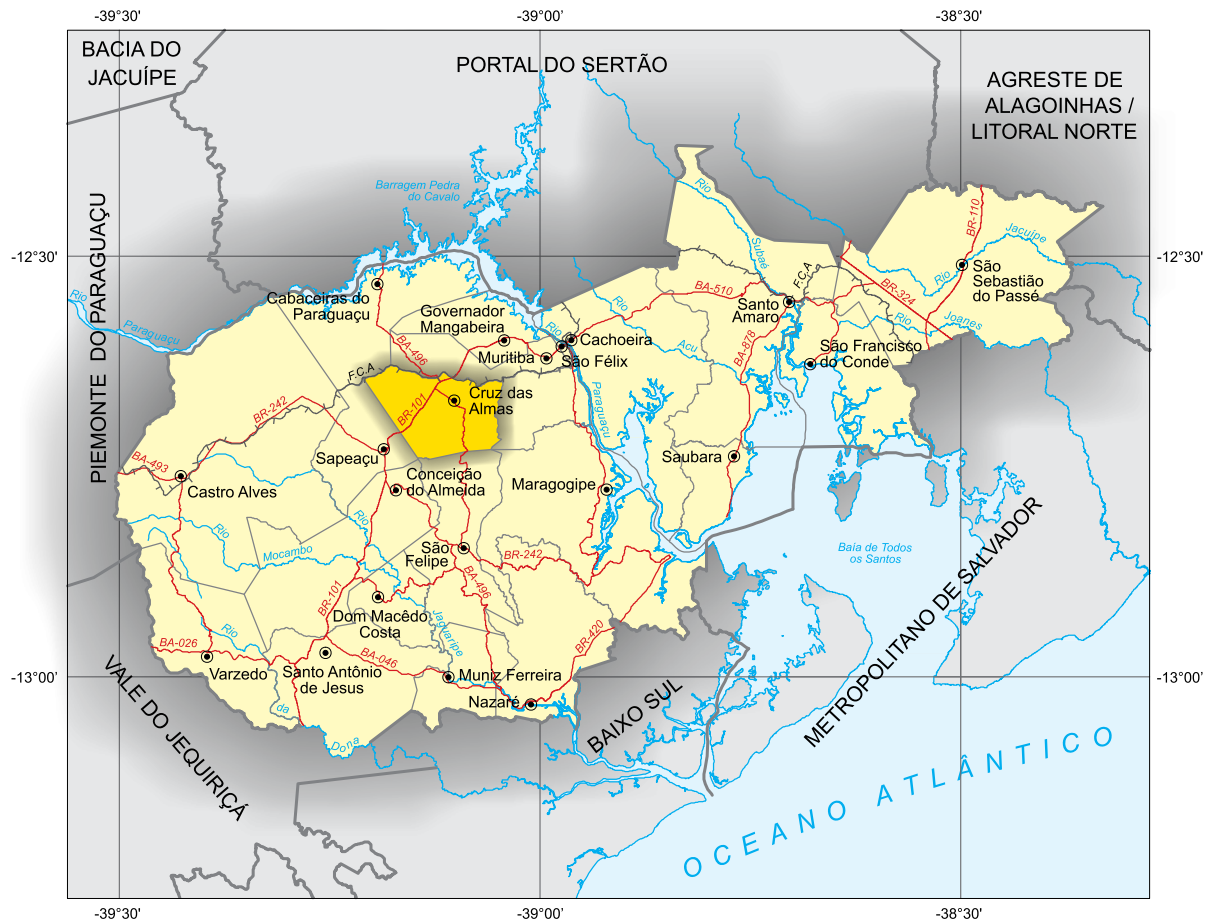 -39°30'
-39°00'
-38°30'
BACIA DO
JACUÍPE
PORTAL DO SERTÃO
AGRESTE DE
ALAGOINHAS /
LITORAL NORTE
Barragem Pedra
do Cavalo
Rio
BR-110
Jacuípe
PIEMONTE DO PARAGUAÇU
Subaé
-12°30'
-12°30'
São
Sebastião
do Passé
Rio
F.C.A
BR-324
BA-510
Rio
Paraguaçu
Cabaceiras do
Paraguaçu
Governador
Mangabeira
Rio
Santo
Amaro
Rio
Joanes
Rio
Cachoeira
BA-496
Muritiba
São Félix
Acu
BA-878
São Francisco
do Conde
F.C.A
Cruz das
Almas
BR-101
Paraguaçu
BR-242
Sapeaçu
Saubara
BA-493
Castro Alves
Conceição
do Almeida
Maragogipe
Rio
Rio
Mocambo
São
Felipe
BR-242
Baía de Todos
os Santos
BR-101
BA-496
Dom Macêdo
Costa
Jaguaripe
Rio
BR-420
BA-026
Varzedo
Santo Antônio
de Jesus
BA-046
Muniz Ferreira
-13°00'
-13°00'
Nazaré
da
Dona
VALE DO JEQUIRIÇÁ
BAIXO SUL
METROPOLITANO DE SALVADOR
OCEANO ATLÂNTICO
-39°30'
-39°00'
-38°30'